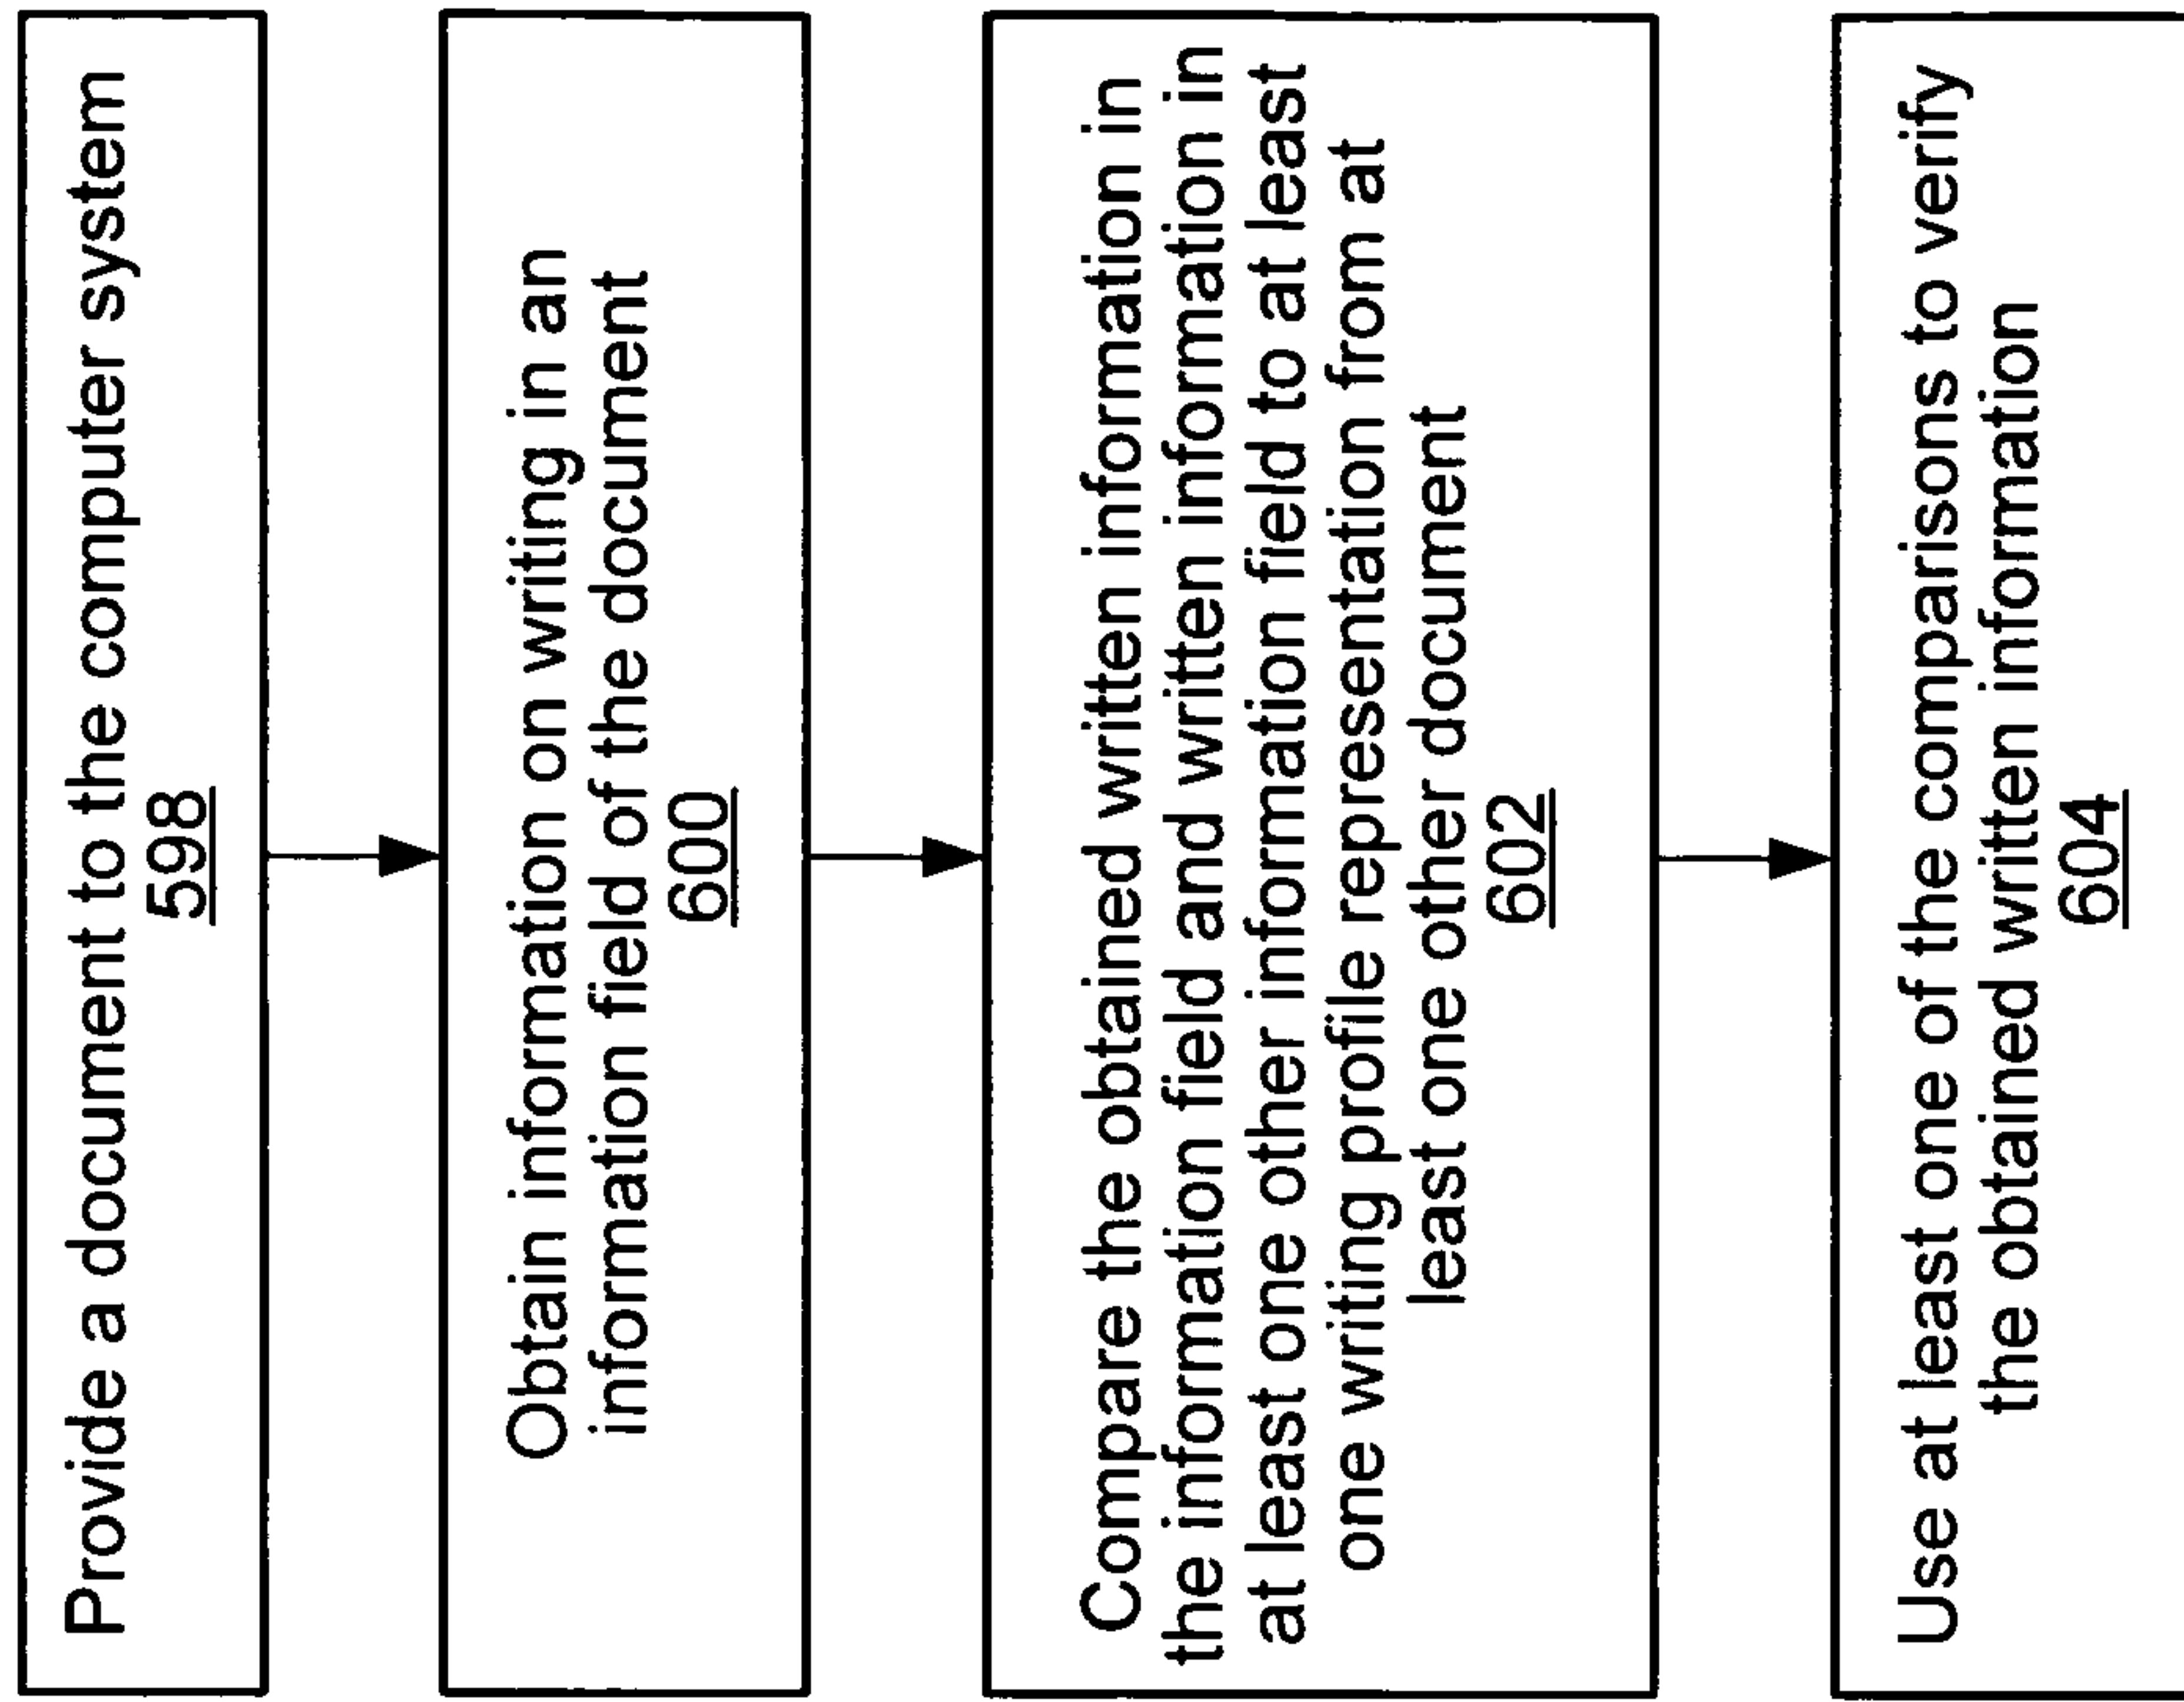 Provide a document to the computer system
598
Obtain information on writing in an
information field of the document
600
Compare the obtained written information in
the information field and written information in
at least one other information field to at least
one writing profile representation from at
least one other document
602
Use at least one of the comparisons to verify
the obtained written information
604